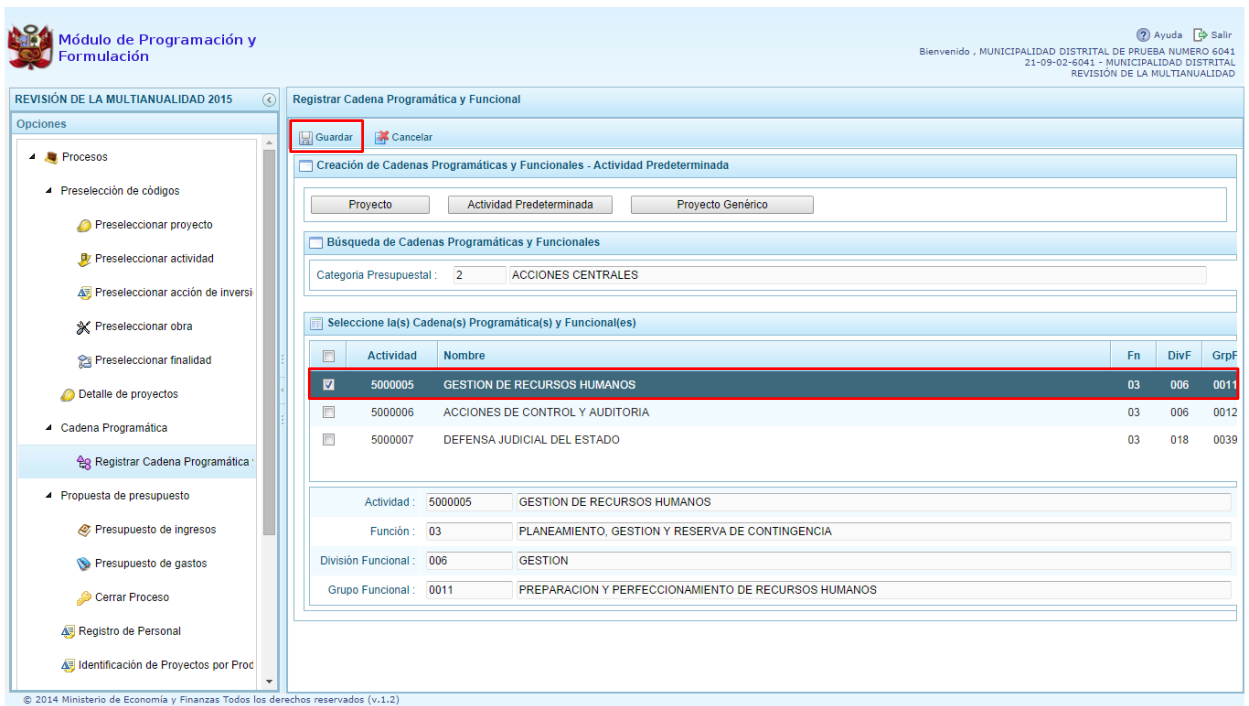 Módulo de Programación y
Formulación
Ayuda Salir
Bienvenido , MUNICIPALIDAD DISTRITAL DE PRUEBA NUMERO 6041
21-09-02-6041 - MUNICIPALIDAD DISTRITAL
REVISIÓN DE LA MULTIANUALIDAD
REVISIÓN DE LA MULTIANUALIDAD 2015
Opciones
Procesos
Preselección de códigos
Preseleccionar proyecto
Preseleccionar actividad
Preseleccionar acción de inversi
Preseleccionar obra
Preseleccionar finalidad
Detalle de proyectos
Cadena Programática
Registrar Cadena Programática
Propuesta de presupuesto
Presupuesto de ingresos
Presupuesto de gastos
Cerrar Proceso
Registro de Personal
Identificación de Proyectos por Prod
Registrar Cadena Programática y Funcional
Guardar Cancelar
Creación de Cadenas Programáticas y Funcionales - Actividad Predeterminada
Proyecto Actividad Predeterminada Proyecto Genérico
Búsqueda de Cadenas Programáticas y Funcionales
Categoria Presupuestal : 2 ACCIONES CENTRALES
Seleccione la(s) Cadena(s) Programática(s) y Funcional(es)
Actividad Nombre Fn DivF GrpF
5000005 GESTION DE RECURSOS HUMANOS 03 006 0011
5000006 ACCIONES DE CONTROL Y AUDITORIA 03 006 0012
5000007 DEFENSA JUDICIAL DEL ESTADO 03 018 0039
Actividad : 5000005 GESTION DE RECURSOS HUMANOS
Función : 03 PLANEAMIENTO, GESTION Y RESERVA DE CONTINGENCIA
División Funcional : 006 GESTION
Grupo Funcional : 0011 PREPARACION Y PERFECCIONAMIENTO DE RECURSOS HUMANOS
© 2014 Ministerio de Economía y Finanzas Todos los derechos reservados (v.1.2)